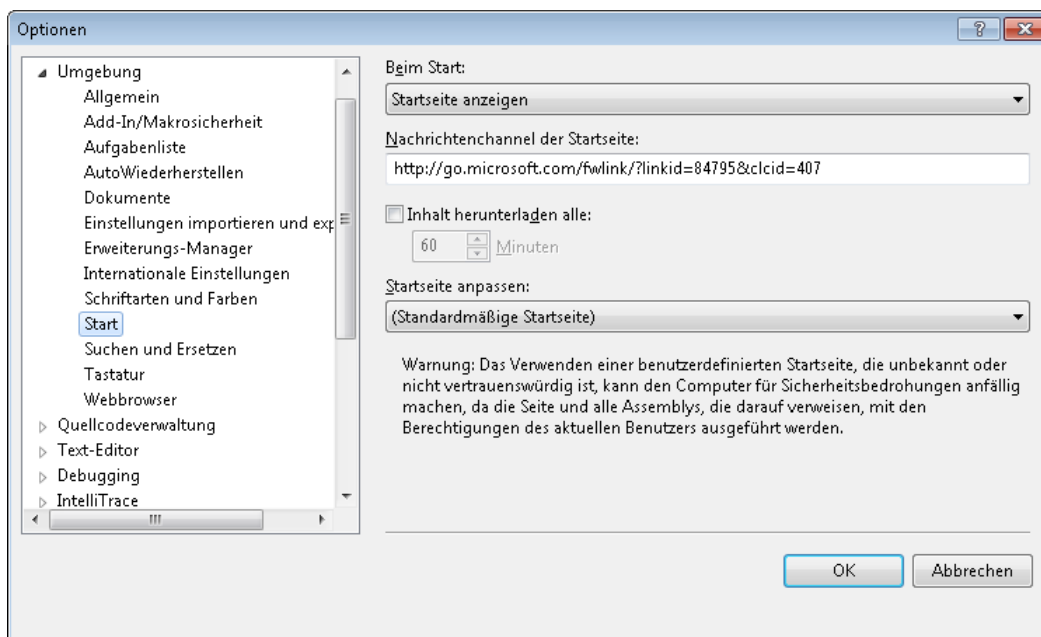 Optionen
Umgebung
Allgemein
Add-In/Makrosicherheit
Aufgabenliste
AutoWiederherstellen
Dokumente
Einstellungen importieren und exp
Erweiterungs-Manager
Internationale Einstellungen
Schriftarten und Farben
Start
Suchen und Ersetzen
Tastatur
Webbrowser
Quellcodeverwaltung
Text-Editor
Debugging
IntelliTrace
Beim Start:
Startseite anzeigen
Nachrichtenchannel der Startseite:
http://go.microsoft.com/fwlink/?linkid=84795&clcid=407
Inhalt herunterladen alle:
60 Minuten
Startseite anpassen:
(Standardmäßige Startseite)
Warnung: Das Verwenden einer benutzerdefinierten Startseite, die unbekannt oder
nicht vertrauenswürdig ist, kann den Computer für Sicherheitsbedrohungen anfällig
machen, da die Seite und alle Assemblys, die darauf verweisen, mit den
Berechtigungen des aktuellen Benutzers ausgeführt werden.
OK
Abbrechen